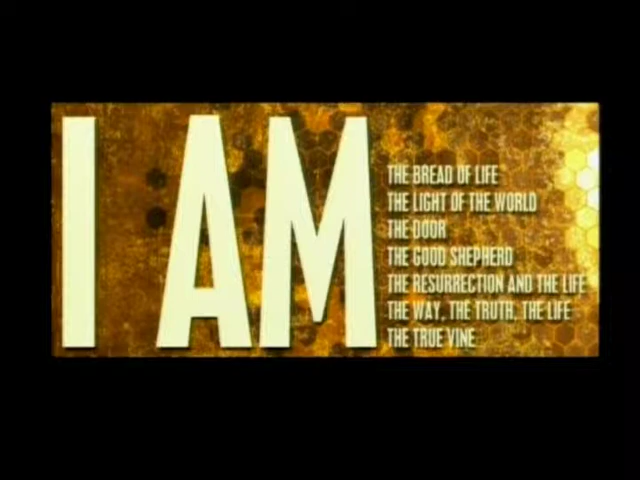 I AM
THE BREAD OF LIFE
THE LIGHT OF THE WORLD
THE DOOR
THE GOOD SHEPHERD
THE RESURRECTION AND THE LIFE
THE WAY, THE TRUTH, THE LIFE
THE TRUE VINE